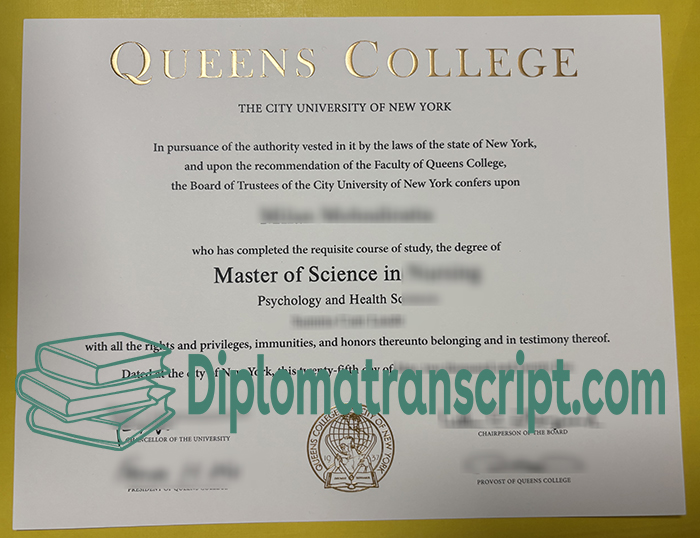 QUEENS COLLEGE
THE CITY UNIVERSITY OF NEW YORK
In pursuance of the authority vested in it by the laws of the state of New York,
and upon the recommendation of the Faculty of Queens College,
the Board of Trustees of the City University of New York confers upon
who has completed the requisite course of study, the degree of
Master of Science in
Psychology and Health
with all the rights and privileges, immunities, and honors thereunto belonging and in testimony thereof.
Dated at the city of New York, this twenty-fifth day of
Diplomatranscript.com
CHANCELLOR OF THE UNIVERSITY
CHAIRPERSON OF THE BOARD
QUEENS COLLEGE OF NEW YORK
1937
PRESIDENT OF QUEENS COLLEGE
PROVOST OF QUEENS COLLEGE